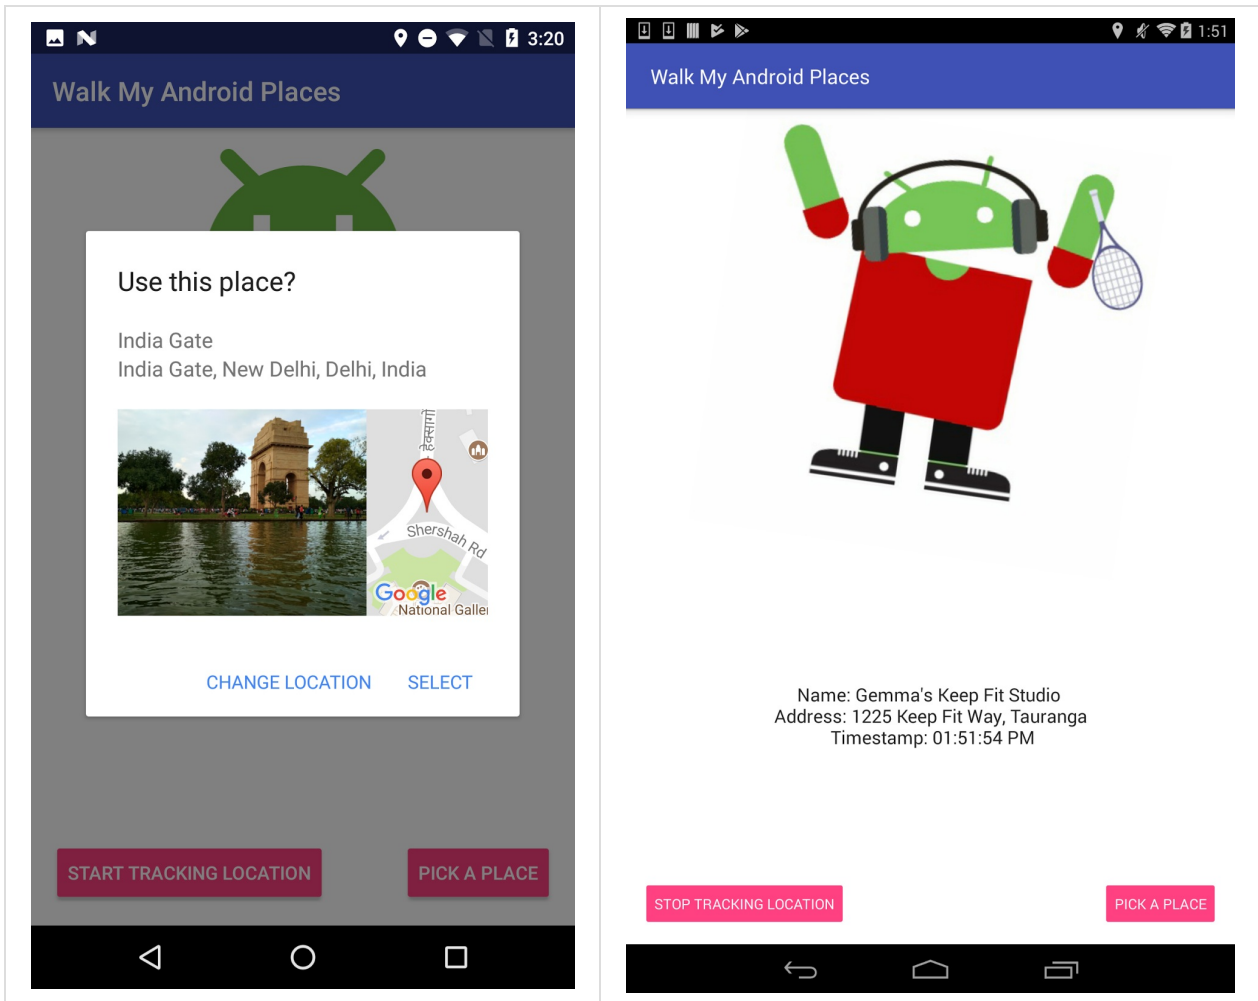 3:20
Walk My Android Places
Use this place?
India Gate
India Gate, New Delhi, Delhi, India
Shershah Rd
Google
National Galler
CHANGE LOCATION
SELECT
START TRACKING LOCATION
PICK A PLACE
1:51
Walk My Android Places
Name: Gemma's Keep Fit Studio
Address: 1225 Keep Fit Way, Tauranga
Timestamp: 01:51:54 PM
STOP TRACKING LOCATION
PICK A PLACE